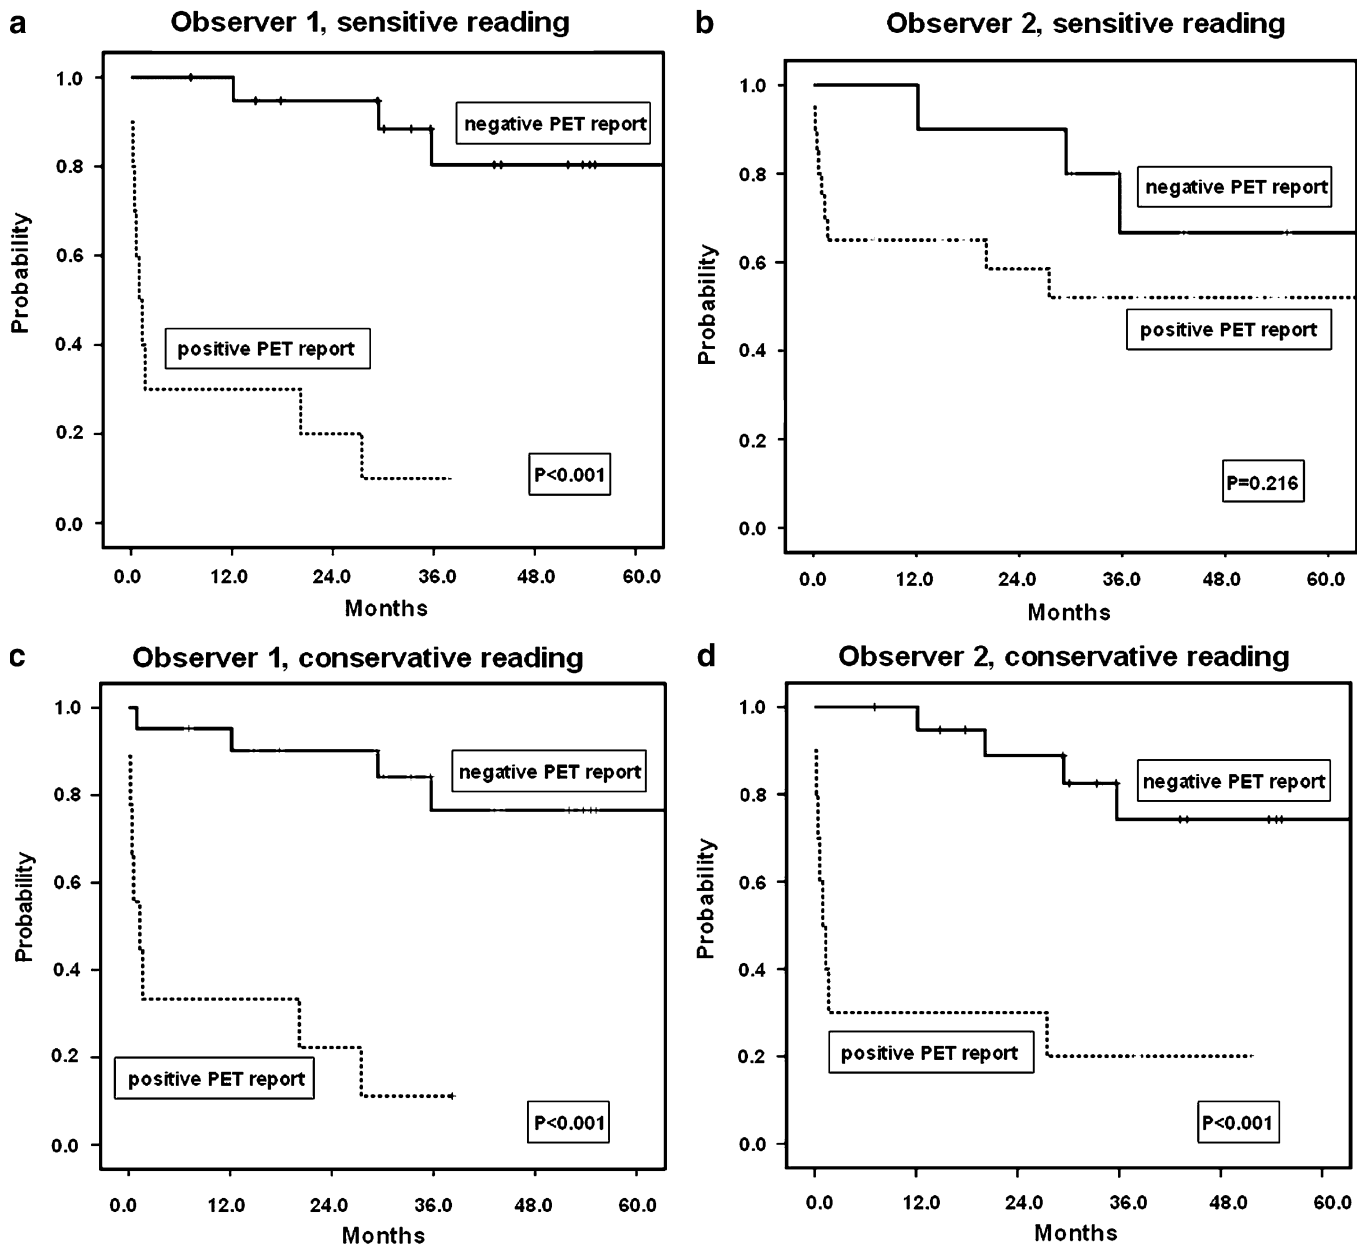 a
Observer 1, sensitive reading
1.0
0.8
0.6
0.4
0.2
0.0
Probability
negative PET report
positive PET report
P<0.001
0.0 12.0 24.0 36.0 48.0 60.0
Months
b
Observer 2, sensitive reading
1.0
0.8
0.6
0.4
0.2
0.0
Probability
negative PET report
positive PET report
P=0.216
0.0 12.0 24.0 36.0 48.0 60.0
Months
c
Observer 1, conservative reading
1.0
0.8
0.6
0.4
0.2
0.0
Probability
negative PET report
positive PET report
P<0.001
0.0 12.0 24.0 36.0 48.0 60.0
Months
d
Observer 2, conservative reading
1.0
0.8
0.6
0.4
0.2
0.0
Probability
negative PET report
positive PET report
P<0.001
0.0 12.0 24.0 36.0 48.0 60.0
Months